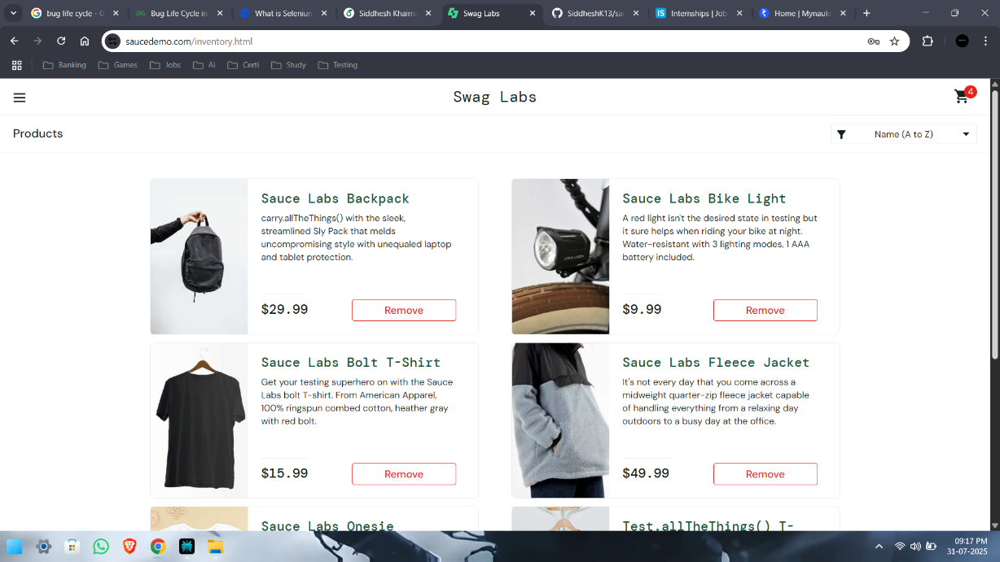 bug life cycle - G
Bug Life Cycle in
What is Seleniun
Siddhesh Khairna
Swag Labs
SiddheshK13/sau
Internships | Job
Home | Mynaukr
saucedemo.com/inventory.html
Banking
Games
Jobs
Ai
Certi
Study
Testing
Swag Labs
4
Products
Name (A to Z)
Sauce Labs Backpack
carry.allTheThings() with the sleek,
streamlined Sly Pack that melds
uncompromising style with unequaled laptop
and tablet protection.
$29.99
Remove
Sauce Labs Bike Light
A red light isn't the desired state in testing but
it sure helps when riding your bike at night.
Water-resistant with 3 lighting modes, 1 AAA
battery included.
$9.99
Remove
Sauce Labs Bolt T-Shirt
Get your testing superhero on with the Sauce
Labs bolt T-shirt. From American Apparel,
100% ringspun combed cotton, heather gray
with red bolt.
$15.99
Remove
Sauce Labs Fleece Jacket
It's not every day that you come across a
midweight quarter-zip fleece jacket capable
of handling everything from a relaxing day
outdoors to a busy day at the office.
$49.99
Remove
Sauce Labs Onesie
Test.allTheThings() T-
09:17 PM
31-07-2025